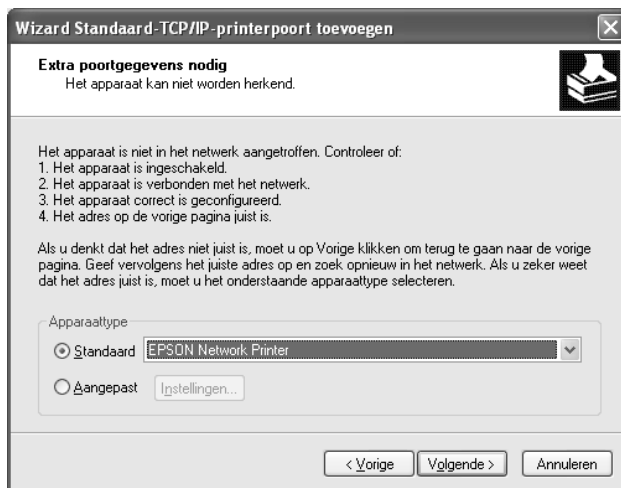 Wizard Standaard-TCP/IP-printerpoort toevoegen
Extra poortgegevens nodig
Het apparaat kan niet worden herkend.
Het apparaat is niet in het netwerk aangetroffen. Controleer of:
1. Het apparaat is ingeschakeld.
2. Het apparaat is verbonden met het netwerk.
3. Het apparaat correct is geconfigureerd.
4. Het adres op de vorige pagina juist is.
Als u denkt dat het adres niet juist is, moet u op Vorige klikken om terug te gaan naar de vorige
pagina. Geef vervolgens het juiste adres op en zoek opnieuw in het netwerk. Als u zeker weet
dat het adres juist is, moet u het onderstaande apparaattype selecteren.
Apparaattype
Standaard EPSON Network Printer
Aangepast Instellingen...
< Vorige Volgende > Annuleren